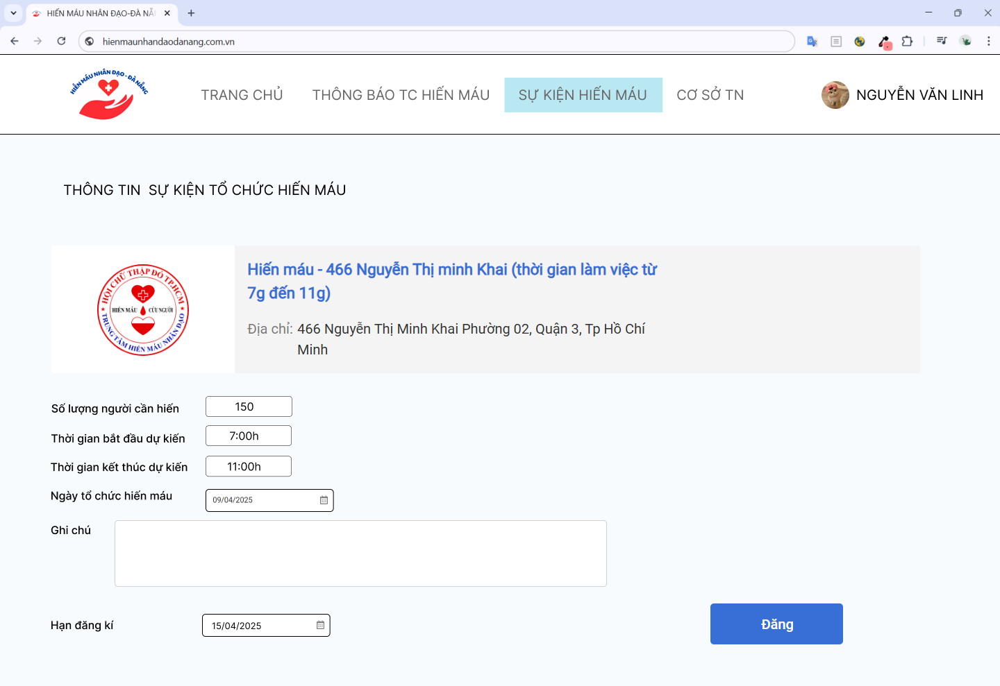 HIẾN MÁU NHÂN ĐẠO-ĐÀ NẴ
hienmaunhandaodanang.com.vn
HIẾN MÁU NHÂN ĐẠO - ĐÀ NẴNG
TRANG CHỦ
THÔNG BÁO TC HIẾN MÁU
SỰ KIỆN HIẾN MÁU
CƠ SỞ TN
NGUYỄN VĂN LINH
THÔNG TIN SỰ KIỆN TỔ CHỨC HIẾN MÁU
HỘI CHỮ THẬP ĐỎ TP.HCM
HIẾN MÁU CỨU NGƯỜI
TRUNG TÂM HIẾN MÁU NHÂN ĐẠO
Hiến máu - 466 Nguyễn Thị minh Khai (thời gian làm việc từ
7g đến 11g)
Địa chỉ: 466 Nguyễn Thị Minh Khai Phường 02, Quận 3, Tp Hồ Chí
Minh
Số lượng người cần hiến 150
Thời gian bắt đầu dự kiến 7:00h
Thời gian kết thúc dự kiến 11:00h
Ngày tổ chức hiến máu 09/04/2025
Ghi chú
Hạn đăng kí 15/04/2025
Đăng